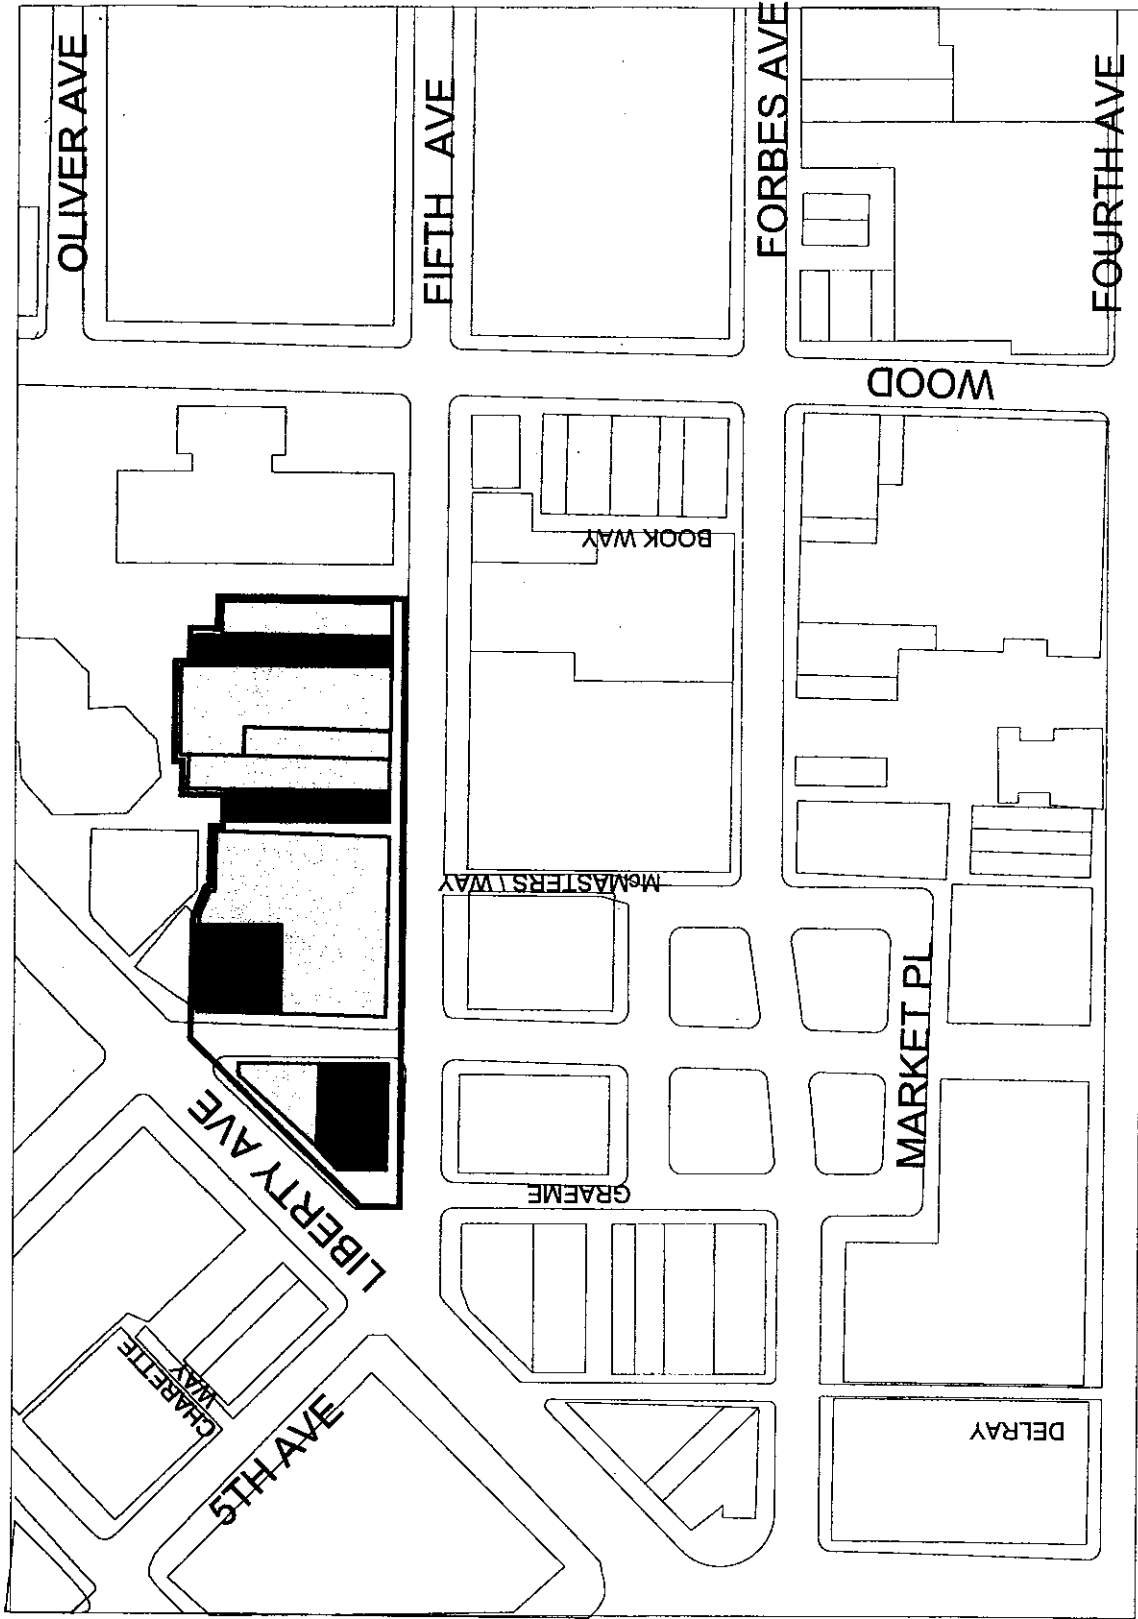 OLIVER AVE
FIFTH AVE
FORBES AVE
FOURTH AVE
WOOD
BOOK WAY
McMASTERS \ WAY
MARKET PL
GRAEME
LIBERTY AVE
CHARETTE
WAY
5TH AVE
DELRAY